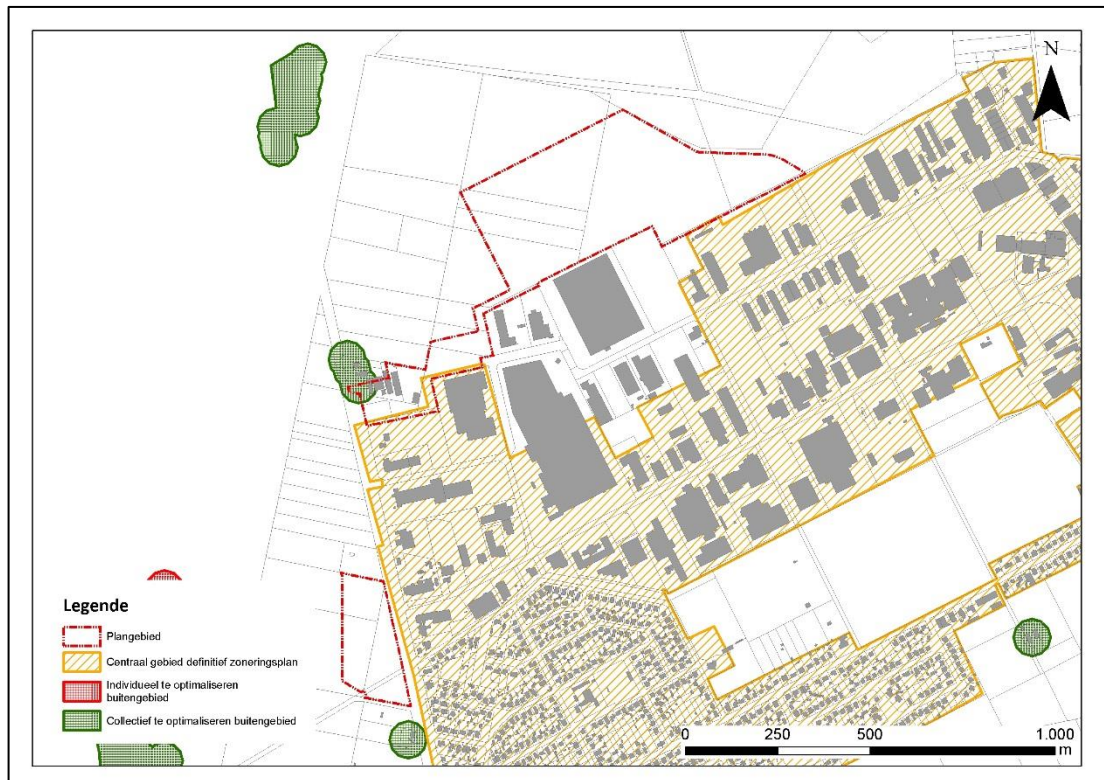 N
Legende
Plangebied
Centraal gebied definitief zoneringsplan
Individueel te optimaliseren
buitengebied
Collectief te optimaliseren buitengebied
0 250 500 1.000
m